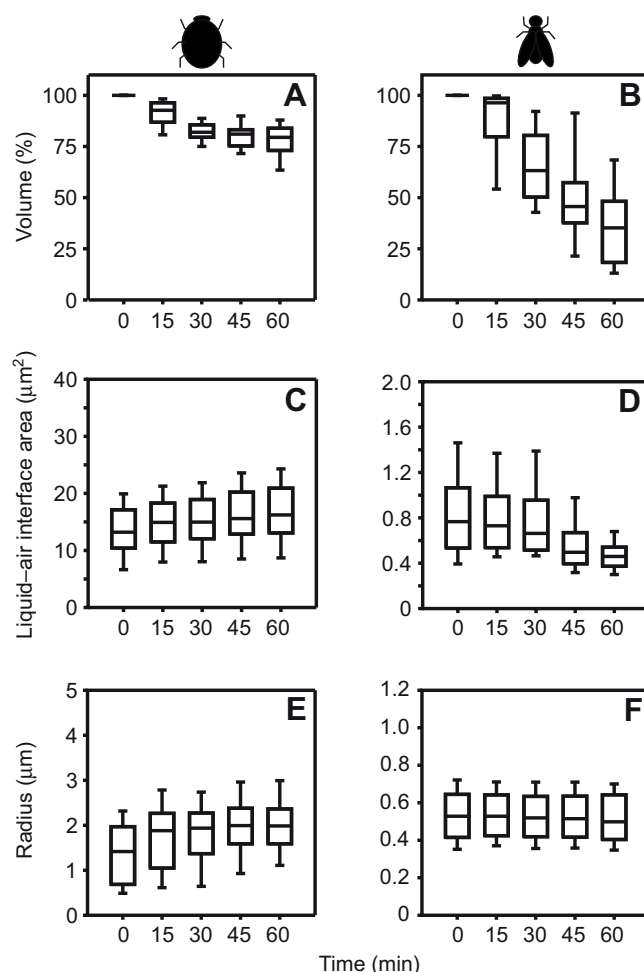 A
B
Volume (%)
100
75
50
25
0
0 15 30 45 60
100
75
50
25
0
0 15 30 45 60
C
D
Liquid–air interface area (μm²)
40
30
20
10
0
0 15 30 45 60
2.0
1.6
1.2
0.8
0.4
0
0 15 30 45 60
E
F
Radius (μm)
5
4
3
2
1
0
0 15 30 45 60
1.2
1.0
0.8
0.6
0.4
0.2
0
0 15 30 45 60
Time (min)